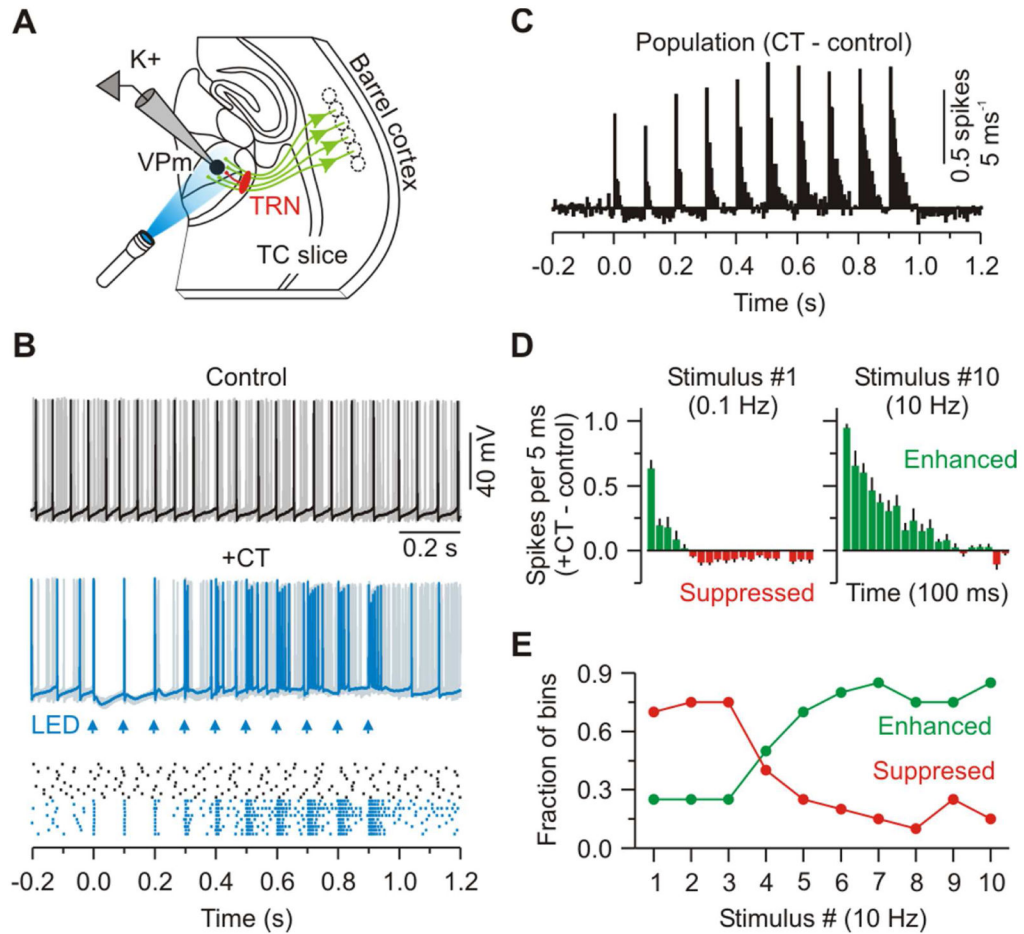 A
K+
VPm
TRN
TC slice
Barrel cortex
B
Control
40 mV
0.2 s
+CT
LED
-0.2 0.0 0.2 0.4 0.6 0.8 1.0 1.2
Time (s)
C
Population (CT - control)
0.5 spikes
5 ms-1
-0.2 0.0 0.2 0.4 0.6 0.8 1.0 1.2
Time (s)
D
Stimulus #1
(0.1 Hz)
Stimulus #10
(10 Hz)
Spikes per 5 ms
(+CT - control)
1.0
0.5
0.0
Enhanced
Suppressed
Time (100 ms)
E
Fraction of bins
0.9
0.6
0.3
0.0
Enhanced
Suppresed
1 2 3 4 5 6 7 8 9 10
Stimulus # (10 Hz)